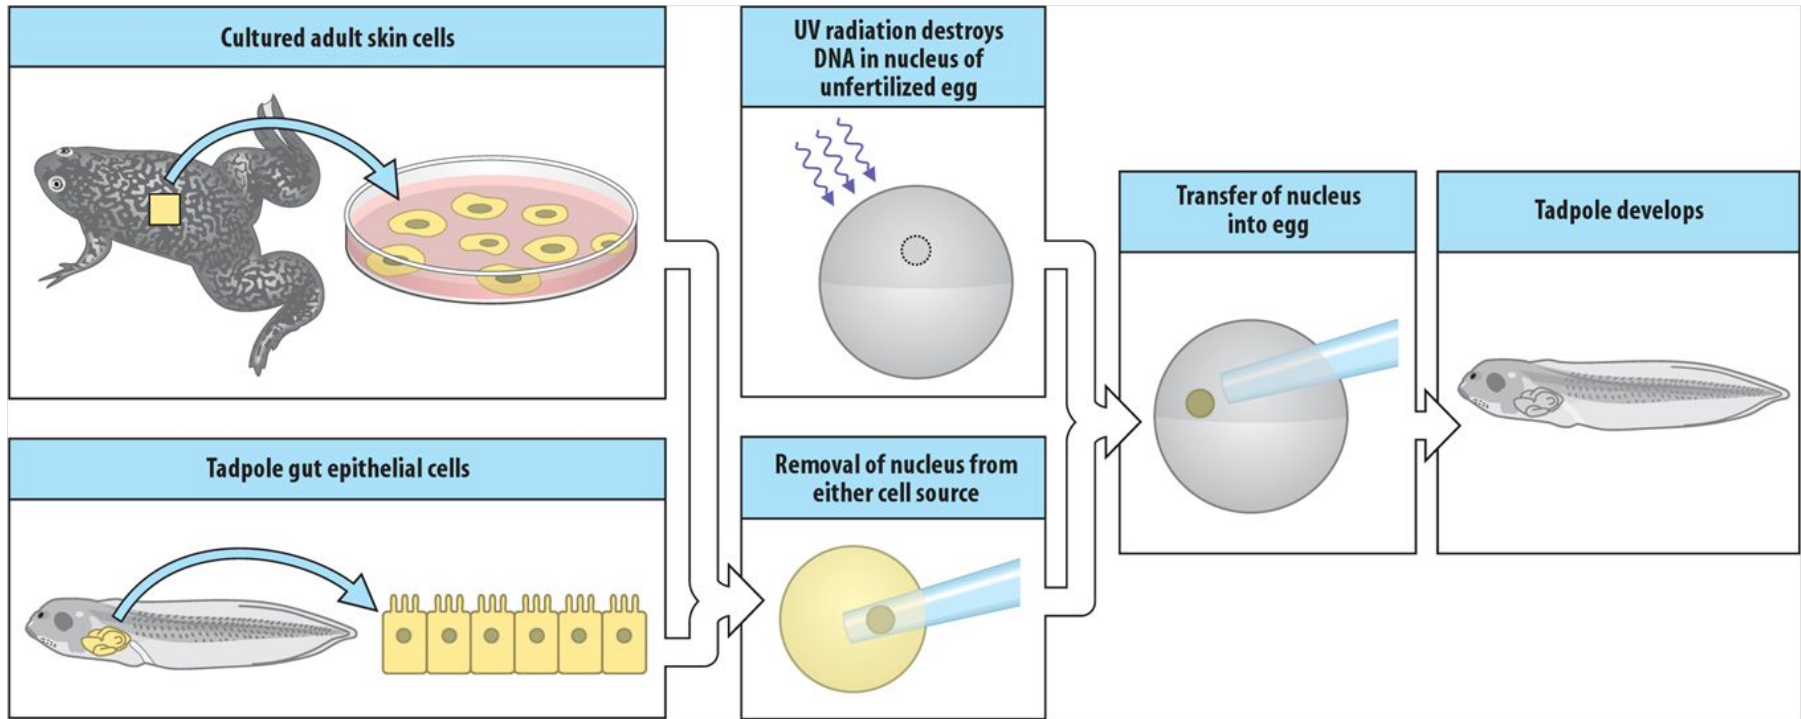 Cultured adult skin cells
UV radiation destroys
DNA in nucleus of
unfertilized egg
Transfer of nucleus
into egg
Tadpole develops
Tadpole gut epithelial cells
Removal of nucleus from
either cell source